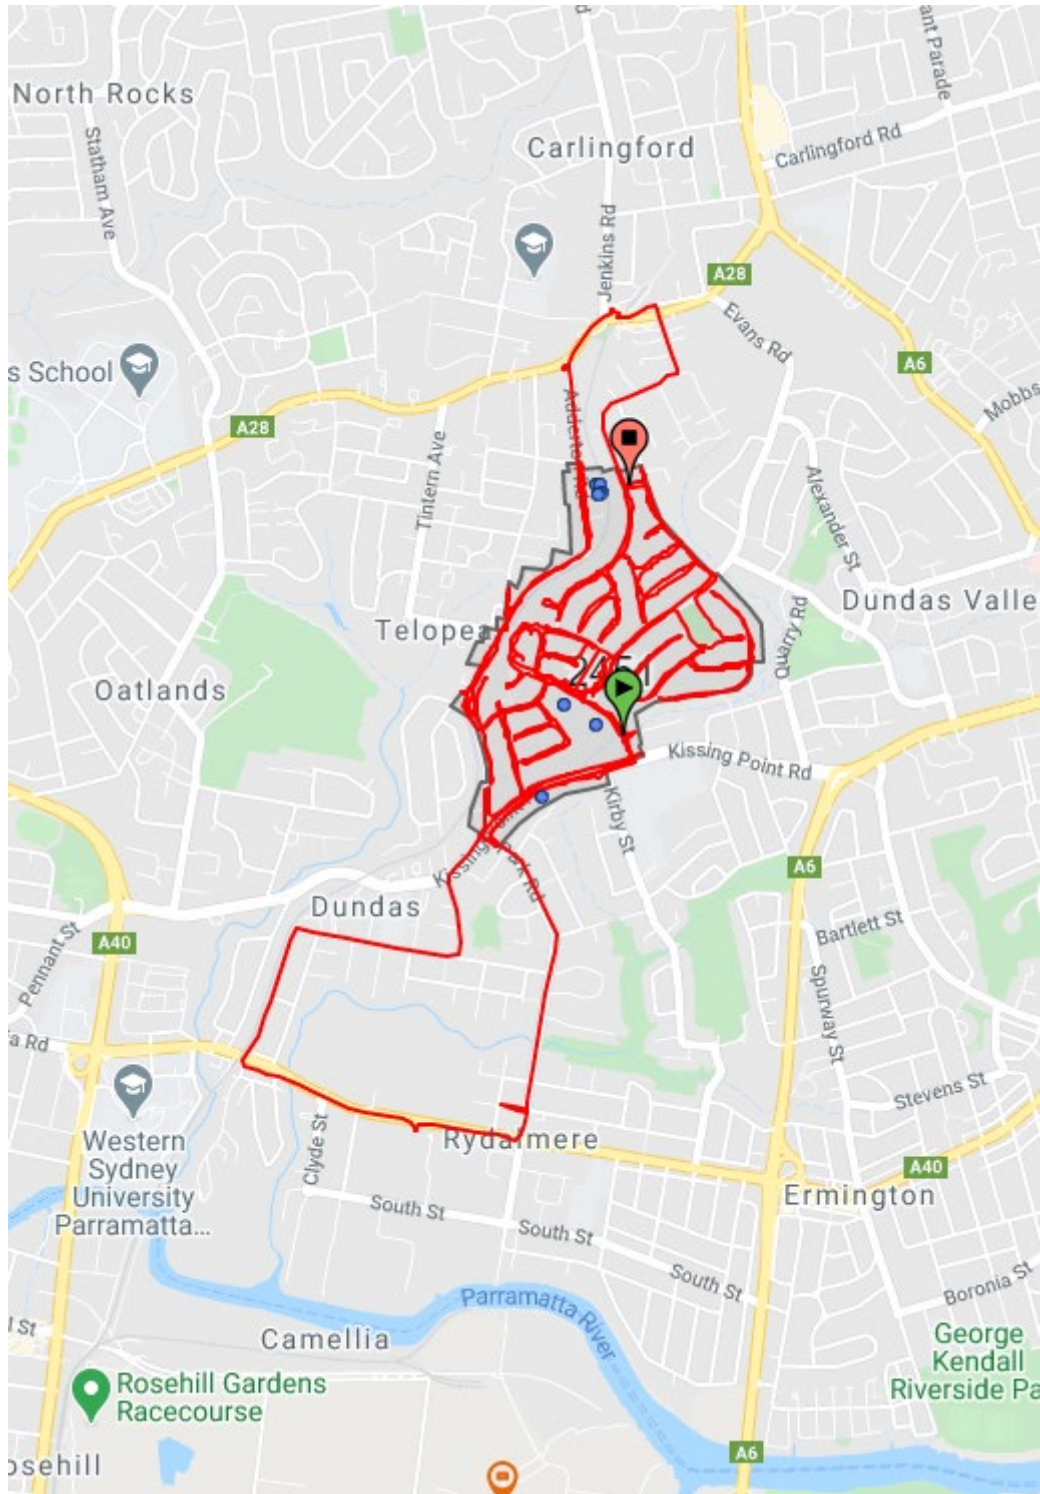 North Rocks
Statham Ave
Carlingford
Carlingford Rd
Jenkins Rd
A28
Evans Rd
A6
s School
Mobbs
A28
Tintern Ave
Alexander St
Dundas Valle
Telopea
Quarry Rd
Oatlands
Kissing Point Rd
Kirby St
A6
Park Rd
Dundas
Pennant St
A40
Bartlett St
Spurway St
a Rd
Stevens St
Western
Sydney
University
Parramatta...
Clyde St
Rydalmere
A40
Ermington
South St
South St
South St
Boronia St
Parramatta River
Camellia
George
Kendall
Riverside Pa
Rosehill Gardens
Racecourse
A6
osehill